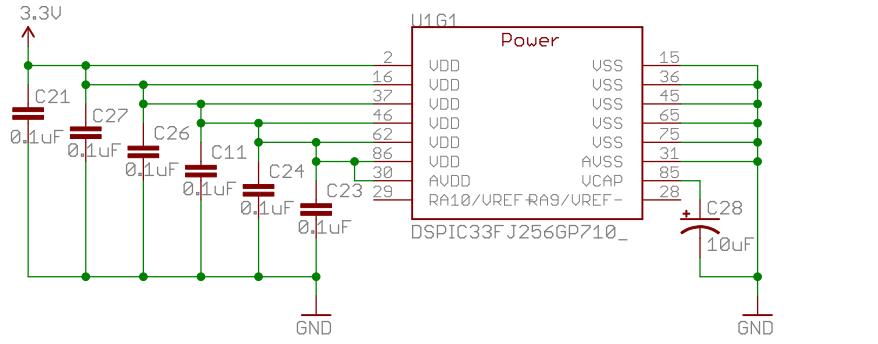 3.3V
U1G1
Power
2 VDD VSS 15
16 VDD VSS 36
37 VDD VSS 45
46 VDD VSS 65
62 VDD VSS 75
86 VDD AVSS 31
30 AVDD VCAP 85
29 RA10/VREF+ RA9/VREF- 28
DSPIC33FJ256GP710_
C21
0.1uF
C27
0.1uF
C26
0.1uF
C11
0.1uF
C24
0.1uF
C23
0.1uF
C28
+
10uF
GND
GND